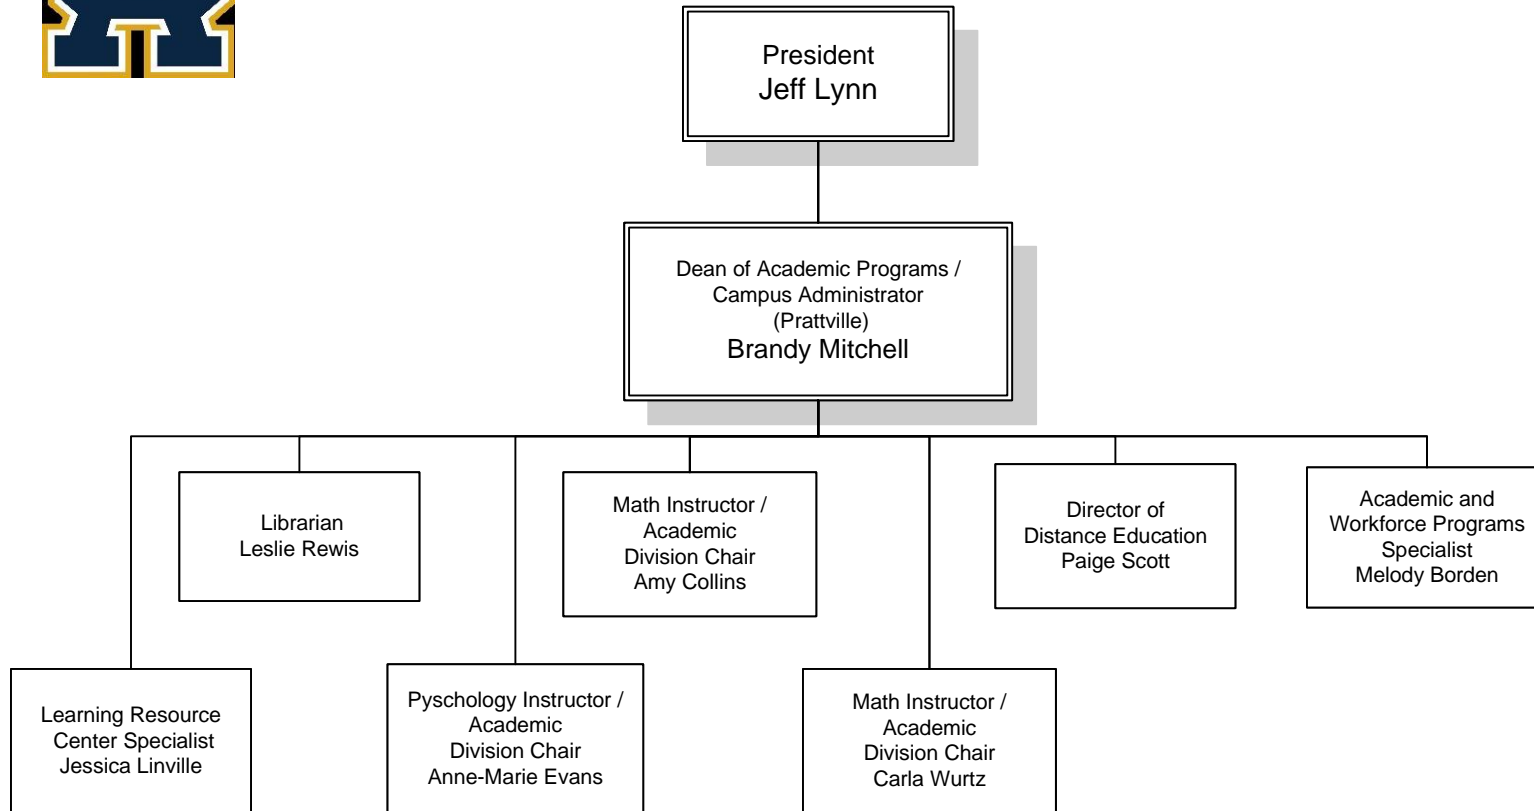 President
Jeff Lynn
Dean of Academic Programs /
Campus Administrator
(Prattville)
Brandy Mitchell
Librarian
Leslie Rewis
Math Instructor /
Academic
Division Chair
Amy Collins
Director of
Distance Education
Paige Scott
Academic and
Workforce Programs
Specialist
Melody Borden
Learning Resource
Center Specialist
Jessica Linville
Pyschology Instructor /
Academic
Division Chair
Anne-Marie Evans
Math Instructor /
Academic
Division Chair
Carla Wurtz